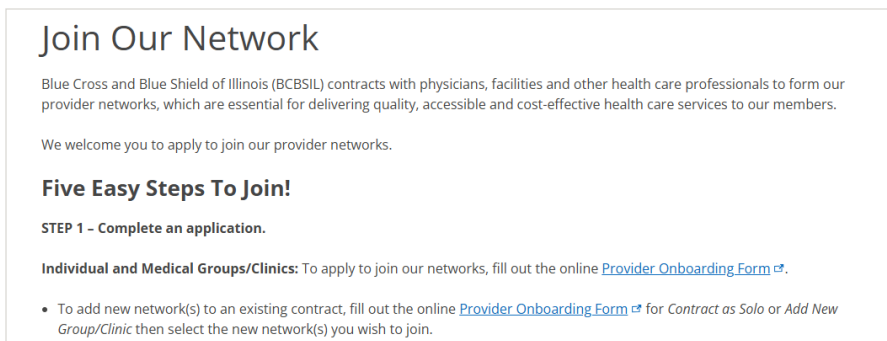 Join Our Network
Blue Cross and Blue Shield of Illinois (BCBSIL) contracts with physicians, facilities and other health care professionals to form our
provider networks, which are essential for delivering quality, accessible and cost-effective health care services to our members.
We welcome you to apply to join our provider networks.
Five Easy Steps To Join!
STEP 1 – Complete an application.
Individual and Medical Groups/Clinics: To apply to join our networks, fill out the online Provider Onboarding Form.
• To add new network(s) to an existing contract, fill out the online Provider Onboarding Form for Contract as Solo or Add New
Group/Clinic then select the new network(s) you wish to join.